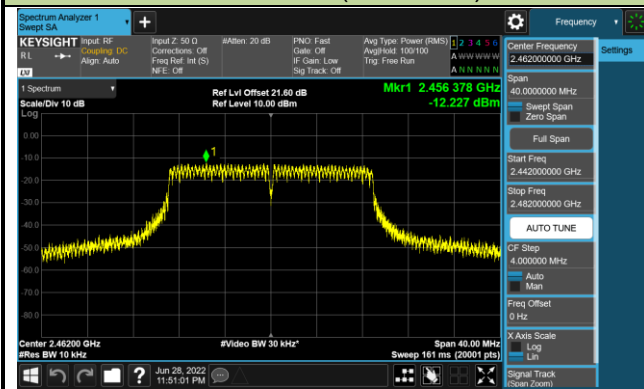 Spectrum Analyzer 1
Swept SA
Frequency
KEYSIGHT
Input: RF
Coupling: DC
Align: Auto
RL
LXI
Input Z: 50 Ω
Corrections: Off
Freq Ref: Int (S)
NFE: Off
#Atten: 20 dB
PNO: Fast
Gate: Off
IF Gain: Low
Sig Track: Off
Avg Type: Power (RMS)
Avg|Hold: 100/100
Trig: Free Run
1 2 3 4 5 6
A W W W W W
A N N N N N
Center Frequency
2.462000000 GHz
Settings
Span
40.0000000 MHz
Swept Span
Zero Span
Full Span
Start Freq
2.442000000 GHz
Stop Freq
2.482000000 GHz
AUTO TUNE
CF Step
4.000000 MHz
Auto
Man
Freq Offset
0 Hz
X Axis Scale
Log
Lin
Signal Track
(Span Zoom)
1 Spectrum
Scale/Div 10 dB
Log
Ref Lvl Offset 21.60 dB
Ref Level 10.00 dBm
Mkr1 2.456 378 GHz
-12.227 dBm
1
0.00
-10.0
-20.0
-30.0
-40.0
-50.0
-60.0
-70.0
-80.0
Center 2.46200 GHz
#Res BW 10 kHz
#Video BW 30 kHz*
Span 40.00 MHz
Sweep 161 ms (20001 pts)
?
Jun 28, 2022
11:51:01 PM